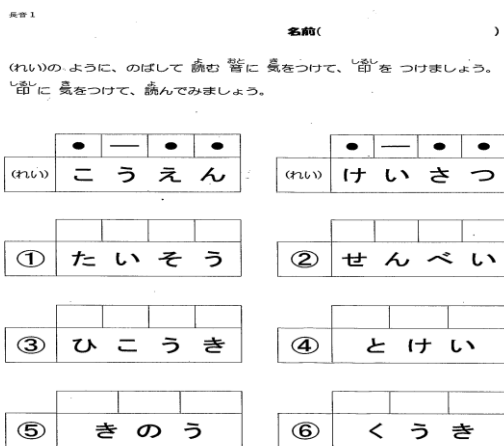 長音1
名前( )
(れい)の ように、のばして 読む 音に 気をつけて、印を つけましょう。
印に 気をつけて、読んでみましょう。
● ― ● ●
(れい) こうえん
● ― ● ●
(れい) けいさつ
① たいそう
② せんべい
③ ひこうき
④ とけい
⑤ きのう
⑥ くうき